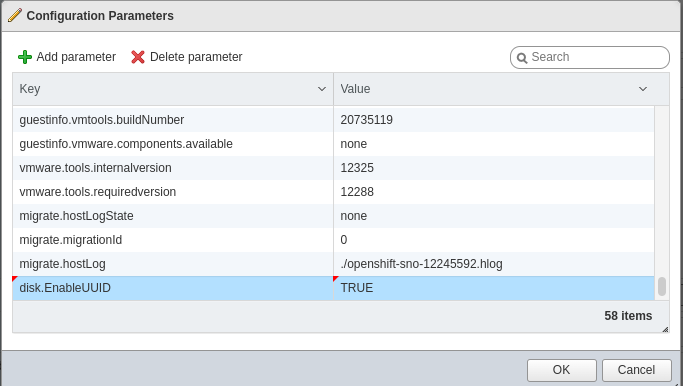 Configuration Parameters
Add parameter Delete parameter Search
Key Value
guestinfo.vmtools.buildNumber 20735119
guestinfo.vmware.components.available none
vmware.tools.internalversion 12325
vmware.tools.requiredversion 12288
migrate.hostLogState none
migrate.migrationId 0
migrate.hostLog ./openshift-sno-12245592.hlog
disk.EnableUUID TRUE
58 items
OK Cancel